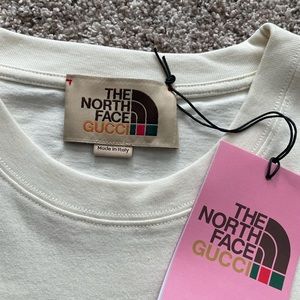 THE
NORTH
FACE
GUCCI
Made in Italy
THE
NORTH
FACE
GUCCI